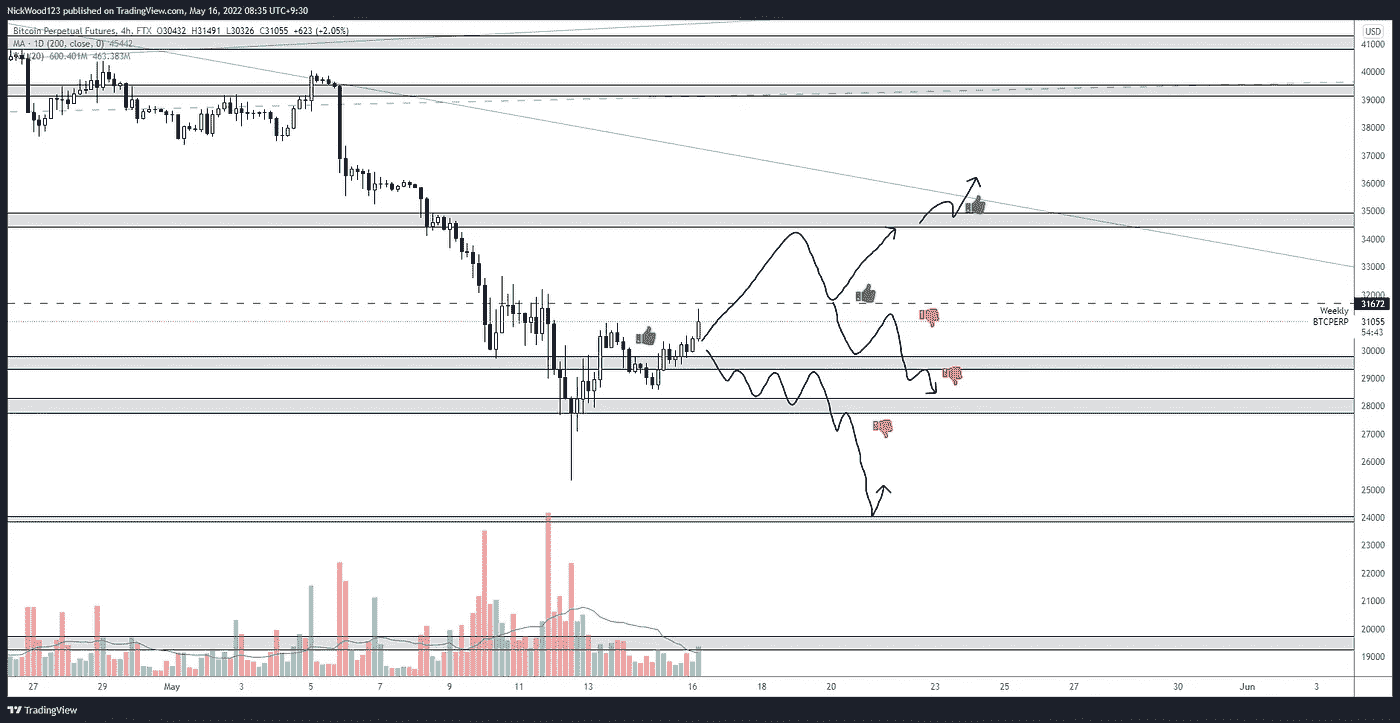 NickWood123 published on TradingView.com, May 16, 2022 08:35 UTC+9:30
Bitcoin Perpetual Futures, 4h, FTX O30432 H31491 L30326 C31055 +623 (+2.05%)
USD
MA · 1D (200, close, 0) 45442
(20) 600.401M 463.383M
41000
40000
39000
38000
37000
36000
35000
34000
33000
32000
31672
Weekly
31055
BTCPERP
54:43
30000
29000
28000
27000
26000
25000
24000
23000
22000
21000
20000
19000
27 29 May 3 5 7 9 11 13 16 18 20 23 25 27 30 Jun 3
TradingView